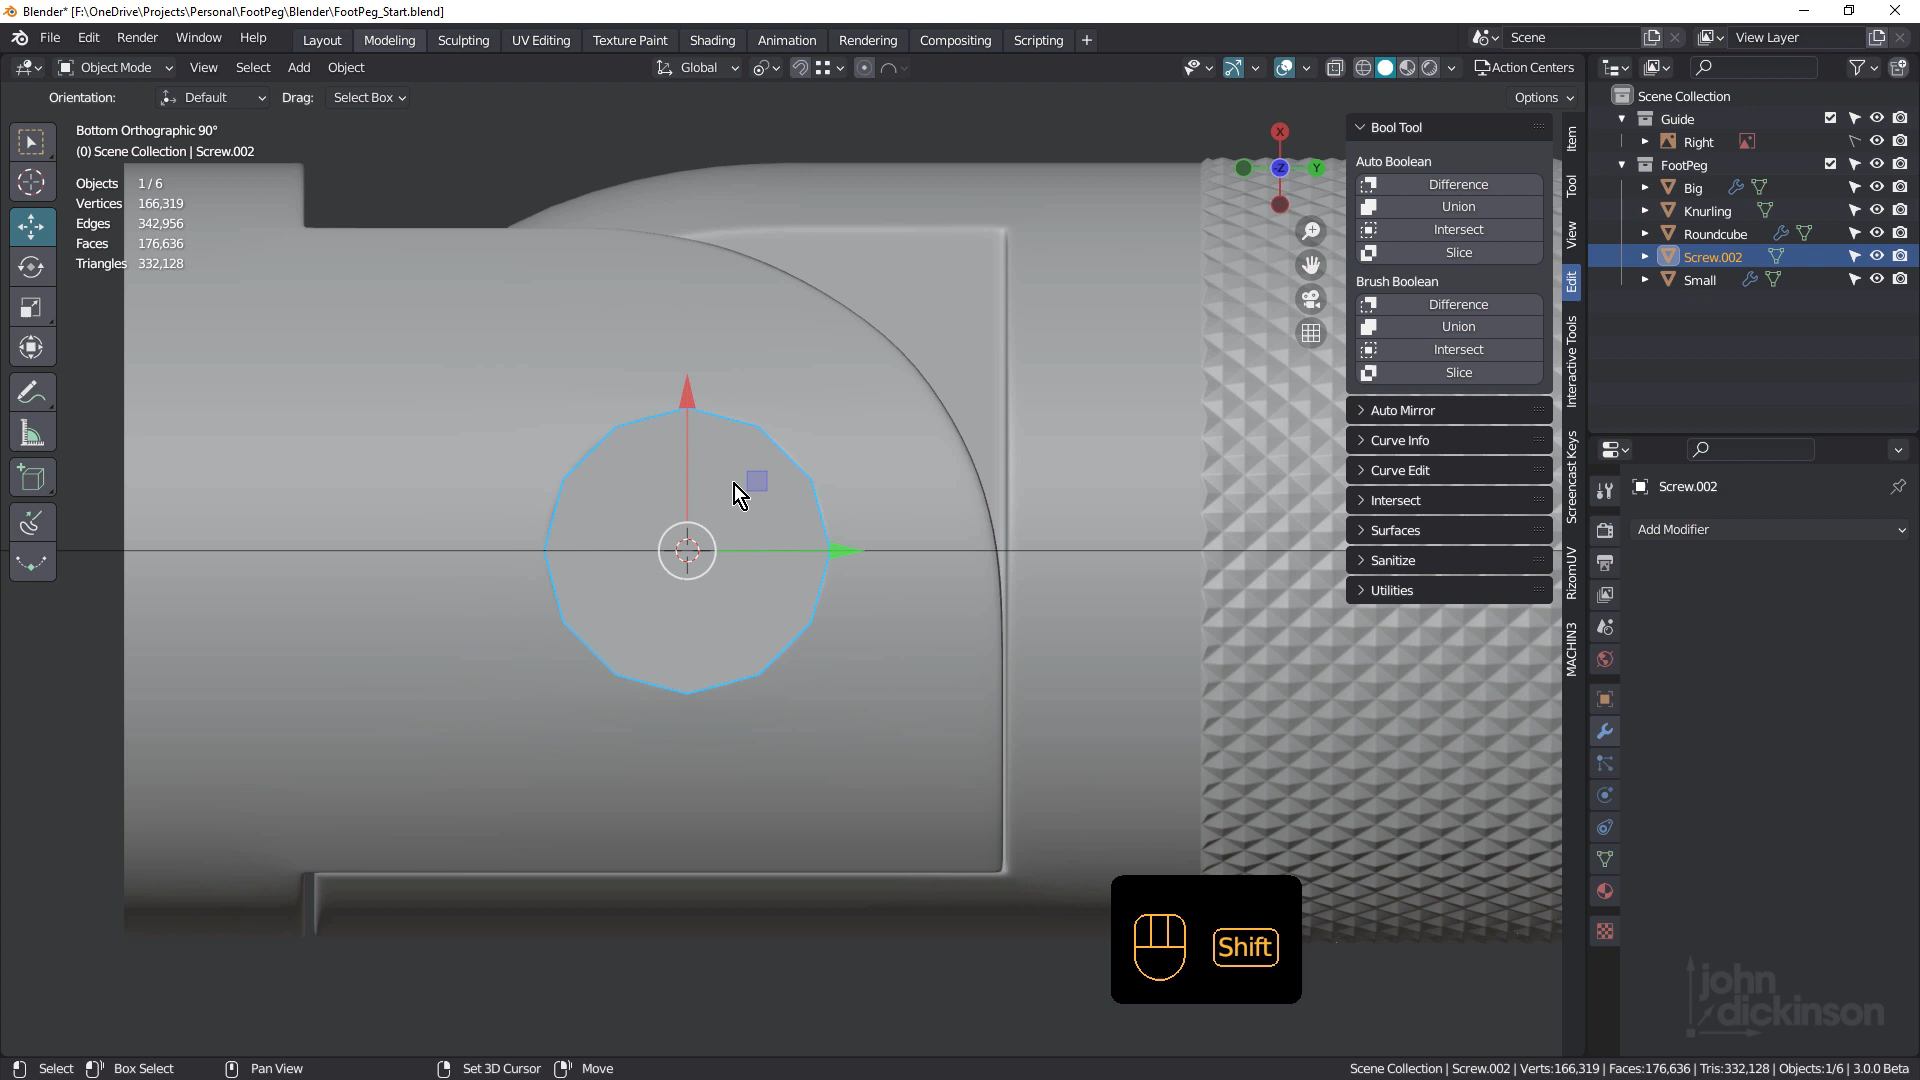 Blender* [F:\OneDrive\Projects\Personal\FootPeg\Blender\FootPeg_Start.blend]
File Edit Render Window Help Layout Modeling Sculpting UV Editing Texture Paint Shading Animation Rendering Compositing Scripting + Scene View Layer
Object Mode View Select Add Object Global Action Centers
Orientation: Default Drag: Select Box Options
Bottom Orthographic 90°
(0) Scene Collection | Screw.002
Objects 1 / 6
Vertices 166,319
Edges 342,956
Faces 176,636
Triangles 332,128
X
Y
-Z
Bool Tool
Auto Boolean
Difference
Union
Intersect
Slice
Brush Boolean
Difference
Union
Intersect
Slice
Auto Mirror
Curve Info
Curve Edit
Intersect
Surfaces
Sanitize
Utilities
Item
Tool
View
Edit
Interactive Tools
Screencast Keys
RizomUV
MACHIN3
Scene Collection
Guide
Right
FootPeg
Big
Knurling
Roundcube
Screw.002
Small
Screw.002
Add Modifier
Shift
john
dickinson
Select Box Select Pan View Set 3D Cursor Move Scene Collection | Screw.002 | Verts:166,319 | Faces:176,636 | Tris:332,128 | Objects:1/6 | 3.0.0 Beta